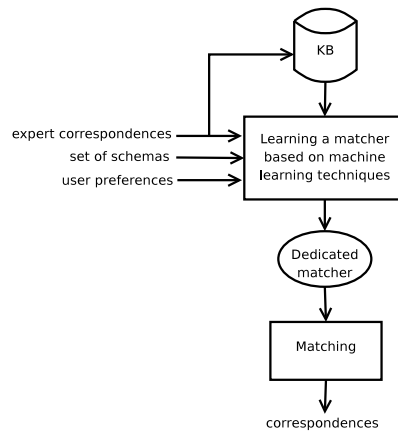 KB
expert correspondences
set of schemas
user preferences
Learning a matcher
based on machine
learning techniques
Dedicated
matcher
Matching
correspondences